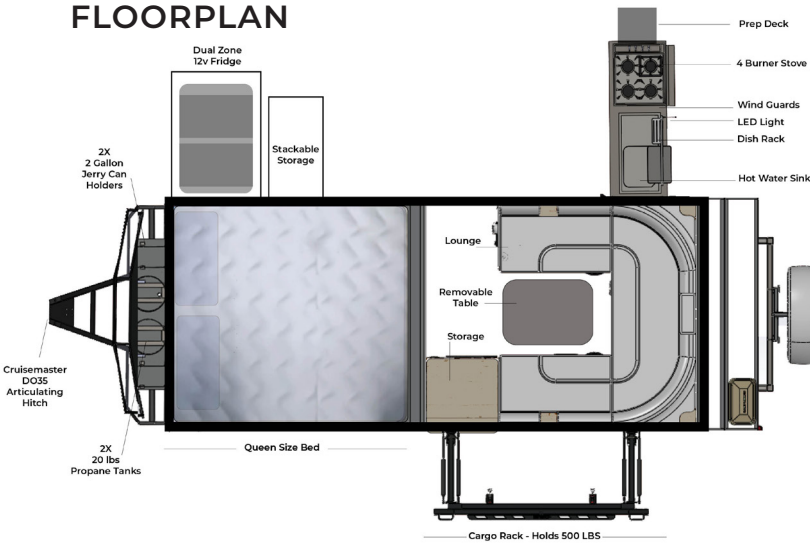 FLOORPLAN
Dual Zone
12v Fridge
Stackable
Storage
2X
2 Gallon
Jerry Can
Holders
Prep Deck
4 Burner Stove
Wind Guards
LED Light
Dish Rack
Hot Water Sink
Lounge
Removable
Table
Storage
Cruisemaster
DO35
Articulating
Hitch
2X
20 lbs
Propane Tanks
Queen Size Bed
Cargo Rack - Holds 500 LBS